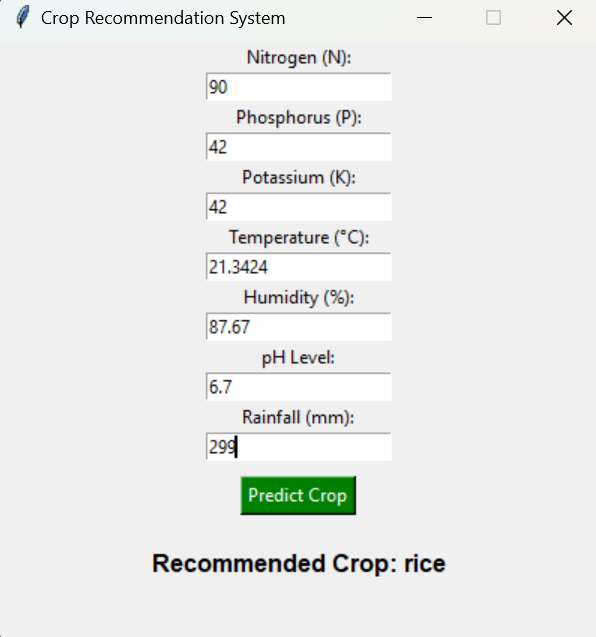 Crop Recommendation System
Nitrogen (N):
90
Phosphorus (P):
42
Potassium (K):
42
Temperature (°C):
21.3424
Humidity (%):
87.67
pH Level:
6.7
Rainfall (mm):
299
Predict Crop
Recommended Crop: rice